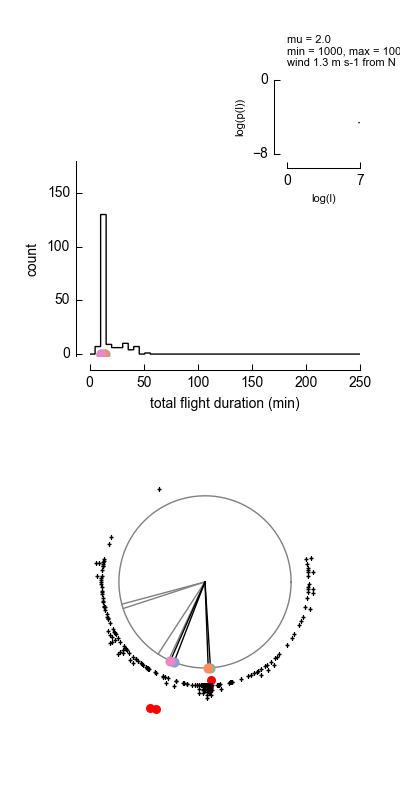 mu = 2.0
min = 1000, max = 100
wind 1.3 m s-1 from N
0
log(p(l))
−8
0 7
log(l)
150
100
50
0
count
0 50 100 150 200 250
total flight duration (min)